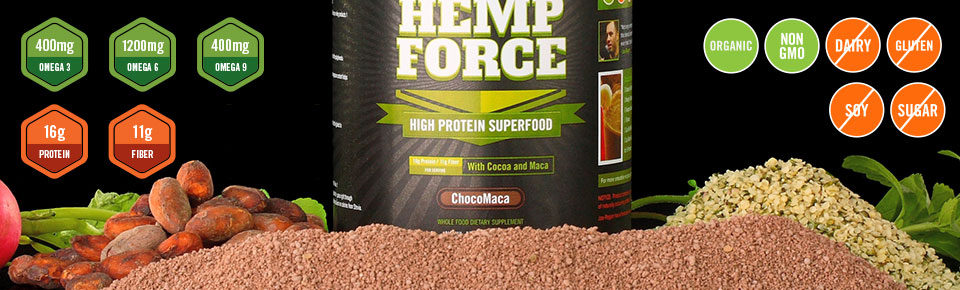 400mg
OMEGA 3
1200mg
OMEGA 6
400mg
OMEGA 9
16g
PROTEIN
11g
FIBER
HEMP
FORCE
HIGH PROTEIN SUPERFOOD
With Cocoa and Maca
ChocoMaca
WHOLE FOOD DIETARY SUPPLEMENT
ORGANIC
NON
GMO
DAIRY
GLUTEN
SOY
SUGAR